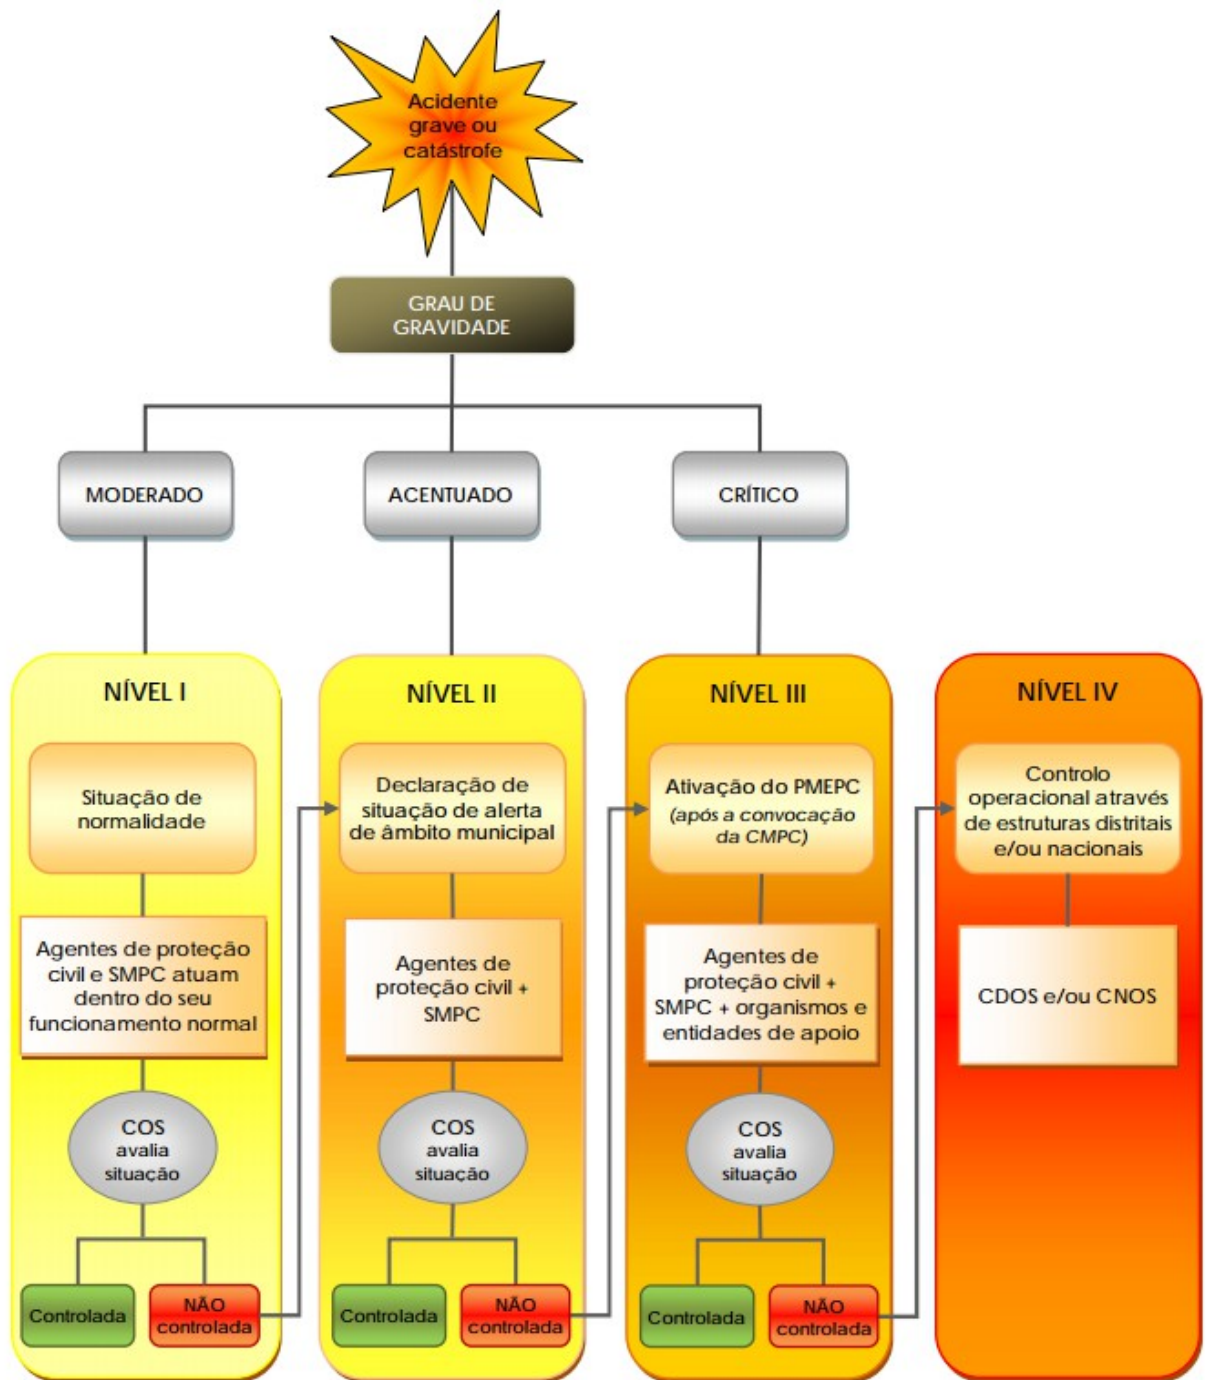 Acidente
grave ou
catástrofe
GRAU DE
GRAVIDADE
MODERADO
ACENTUADO
CRÍTICO
NÍVEL I
Situação de
normalidade
Agentes de proteção
civil e SMPC atuam
dentro do seu
funcionamento normal
COS
avalia
situação
Controlada
NÃO
controlada
NÍVEL II
Declaração de
situação de alerta
de âmbito municipal
Agentes de
proteção civil +
SMPC
COS
avalia
situação
Controlada
NÃO
controlada
NÍVEL III
Ativação do PMEPC
(após a convocação
da CMPC)
Agentes de
proteção civil +
SMPC + organismos e
entidades de apoio
COS
avalia
situação
Controlada
NÃO
controlada
NÍVEL IV
Controlo
operacional através
de estruturas distritais
e/ou nacionais
CDOS e/ou CNOS